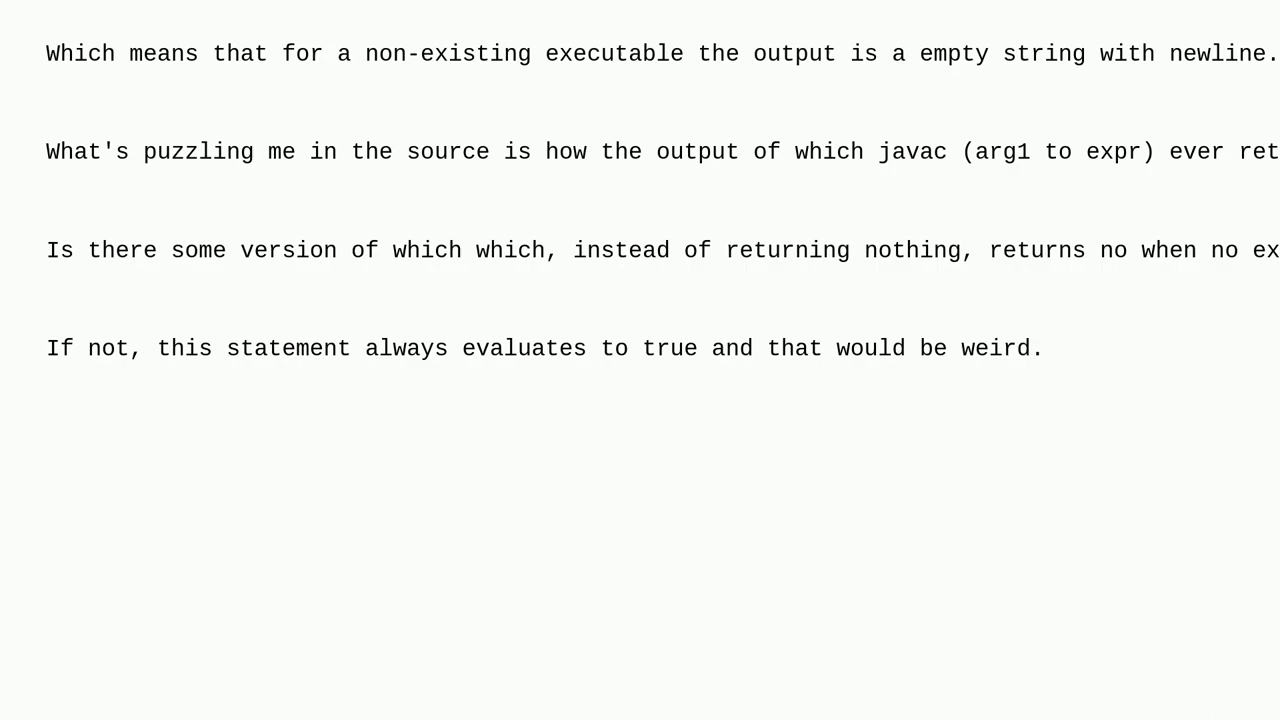 Which means that for a non-existing executable the output is a empty string with newline.
What's puzzling me in the source is how the output of which javac (arg1 to expr) ever
Is there some version of which which, instead of returning nothing, returns no when no
If not, this statement always evaluates to true and that would be weird.